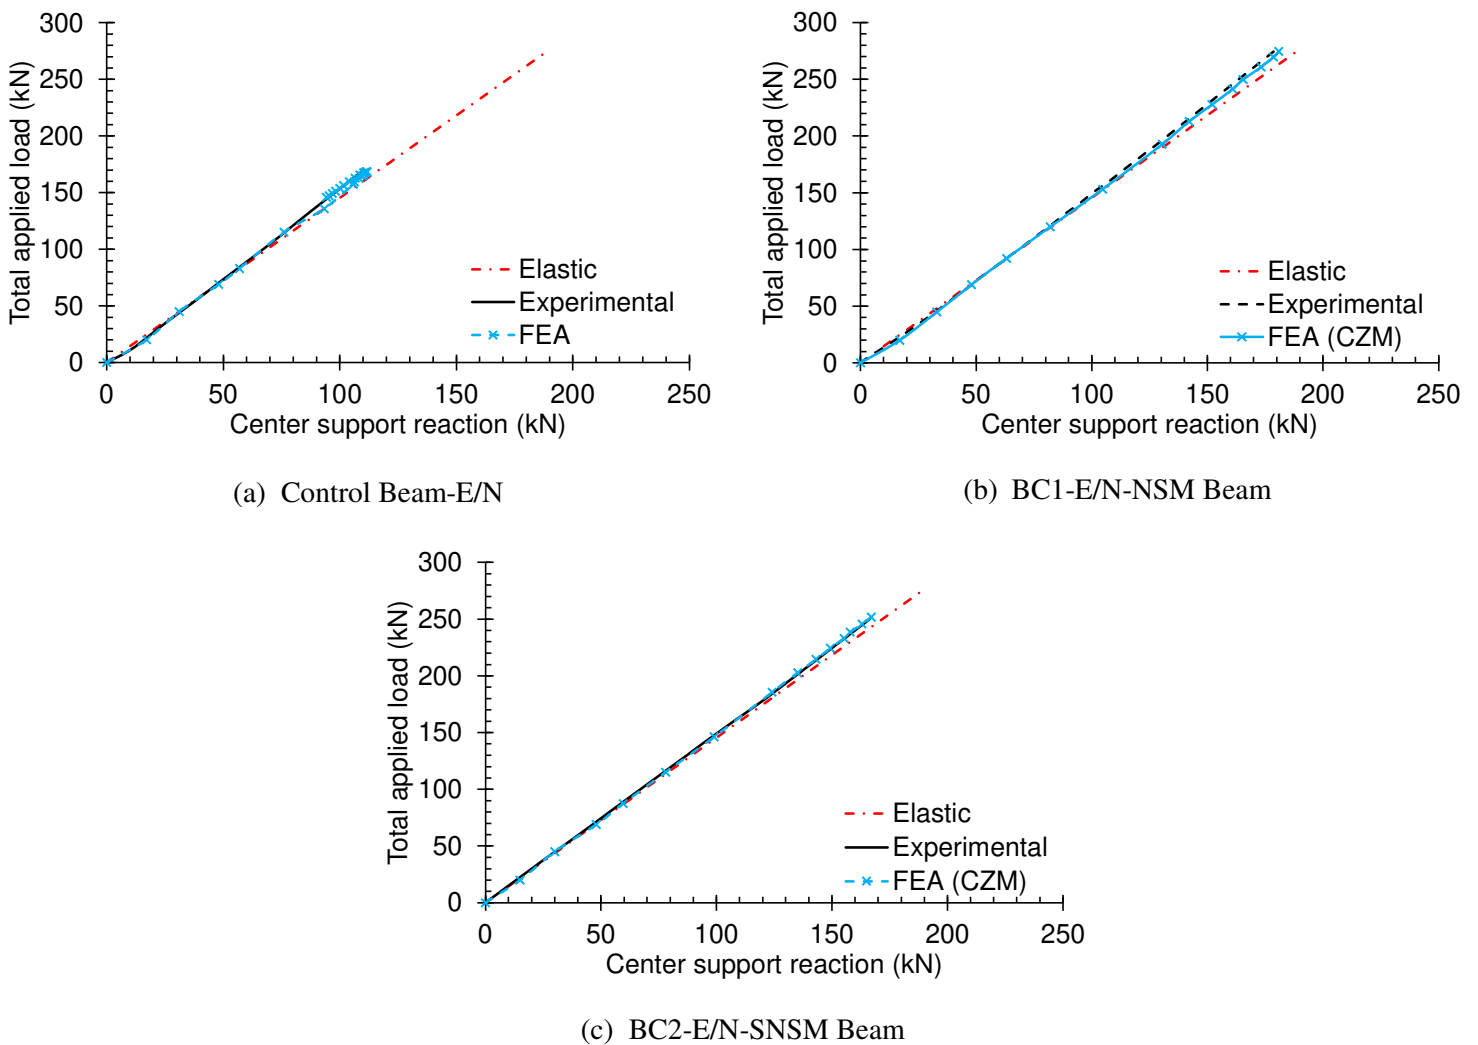 300
250
200
150
100
50
0
Total applied load (kN)
0 50 100 150 200 250
Center support reaction (kN)
Elastic
Experimental
FEA
(a) Control Beam-E/N
300
250
200
150
100
50
0
Total applied load (kN)
0 50 100 150 200 250
Center support reaction (kN)
Elastic
Experimental
FEA (CZM)
(b) BC1-E/N-NSM Beam
300
250
200
150
100
50
0
Total applied load (kN)
0 50 100 150 200 250
Center support reaction (kN)
Elastic
Experimental
FEA (CZM)
(c) BC2-E/N-SNSM Beam